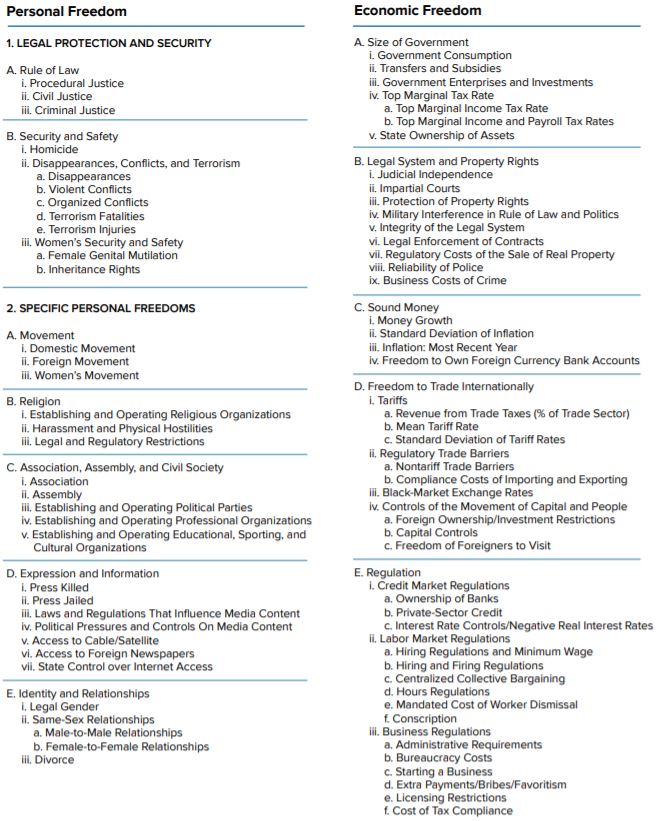 Personal Freedom
1. LEGAL PROTECTION AND SECURITY
A. Rule of Law
i. Procedural Justice
ii. Civil Justice
iii. Criminal Justice
B. Security and Safety
i. Homicide
ii. Disappearances, Conflicts, and Terrorism
a. Disappearances
b. Violent Conflicts
c. Organized Conflicts
d. Terrorism Fatalities
e. Terrorism Injuries
iii. Women's Security and Safety
a. Female Genital Mutilation
b. Inheritance Rights
2. SPECIFIC PERSONAL FREEDOMS
A. Movement
i. Domestic Movement
ii. Foreign Movement
iii. Women's Movement
B. Religion
i. Establishing and Operating Religious Organizations
ii. Harassment and Physical Hostilities
iii. Legal and Regulatory Restrictions
C. Association, Assembly, and Civil Society
i. Association
ii. Assembly
iii. Establishing and Operating Political Parties
iv. Establishing and Operating Professional Organizations
v. Establishing and Operating Educational, Sporting, and
Cultural Organizations
D. Expression and Information
i. Press Killed
ii. Press Jailed
iii. Laws and Regulations That Influence Media Content
iv. Political Pressures and Controls On Media Content
v. Access to Cable/Satellite
vi. Access to Foreign Newspapers
vii. State Control over Internet Access
E. Identity and Relationships
i. Legal Gender
ii. Same-Sex Relationships
a. Male-to-Male Relationships
b. Female-to-Female Relationships
iii. Divorce
Economic Freedom
A. Size of Government
i. Government Consumption
ii. Transfers and Subsidies
iii. Government Enterprises and Investments
iv. Top Marginal Tax Rate
a. Top Marginal Income Tax Rate
b. Top Marginal Income and Payroll Tax Rates
v. State Ownership of Assets
B. Legal System and Property Rights
i. Judicial Independence
ii. Impartial Courts
iii. Protection of Property Rights
iv. Military Interference in Rule of Law and Politics
v. Integrity of the Legal System
vi. Legal Enforcement of Contracts
vii. Regulatory Costs of the Sale of Real Property
viii. Reliability of Police
ix. Business Costs of Crime
C. Sound Money
i. Money Growth
ii. Standard Deviation of Inflation
iii. Inflation: Most Recent Year
iv. Freedom to Own Foreign Currency Bank Accounts
D. Freedom to Trade Internationally
i. Tariffs
a. Revenue from Trade Taxes (% of Trade Sector)
b. Mean Tariff Rate
c. Standard Deviation of Tariff Rates
ii. Regulatory Trade Barriers
a. Nontariff Trade Barriers
b. Compliance Costs of Importing and Exporting
iii. Black-Market Exchange Rates
iv. Controls of the Movement of Capital and People
a. Foreign Ownership/Investment Restrictions
b. Capital Controls
c. Freedom of Foreigners to Visit
E. Regulation
i. Credit Market Regulations
a. Ownership of Banks
b. Private-Sector Credit
c. Interest Rate Controls/Negative Real Interest Rates
ii. Labor Market Regulations
a. Hiring Regulations and Minimum Wage
b. Hiring and Firing Regulations
c. Centralized Collective Bargaining
d. Hours Regulations
e. Mandated Cost of Worker Dismissal
f. Conscription
iii. Business Regulations
a. Administrative Requirements
b. Bureaucracy Costs
c. Starting a Business
d. Extra Payments/Bribes/Favoritism
e. Licensing Restrictions
f. Cost of Tax Compliance